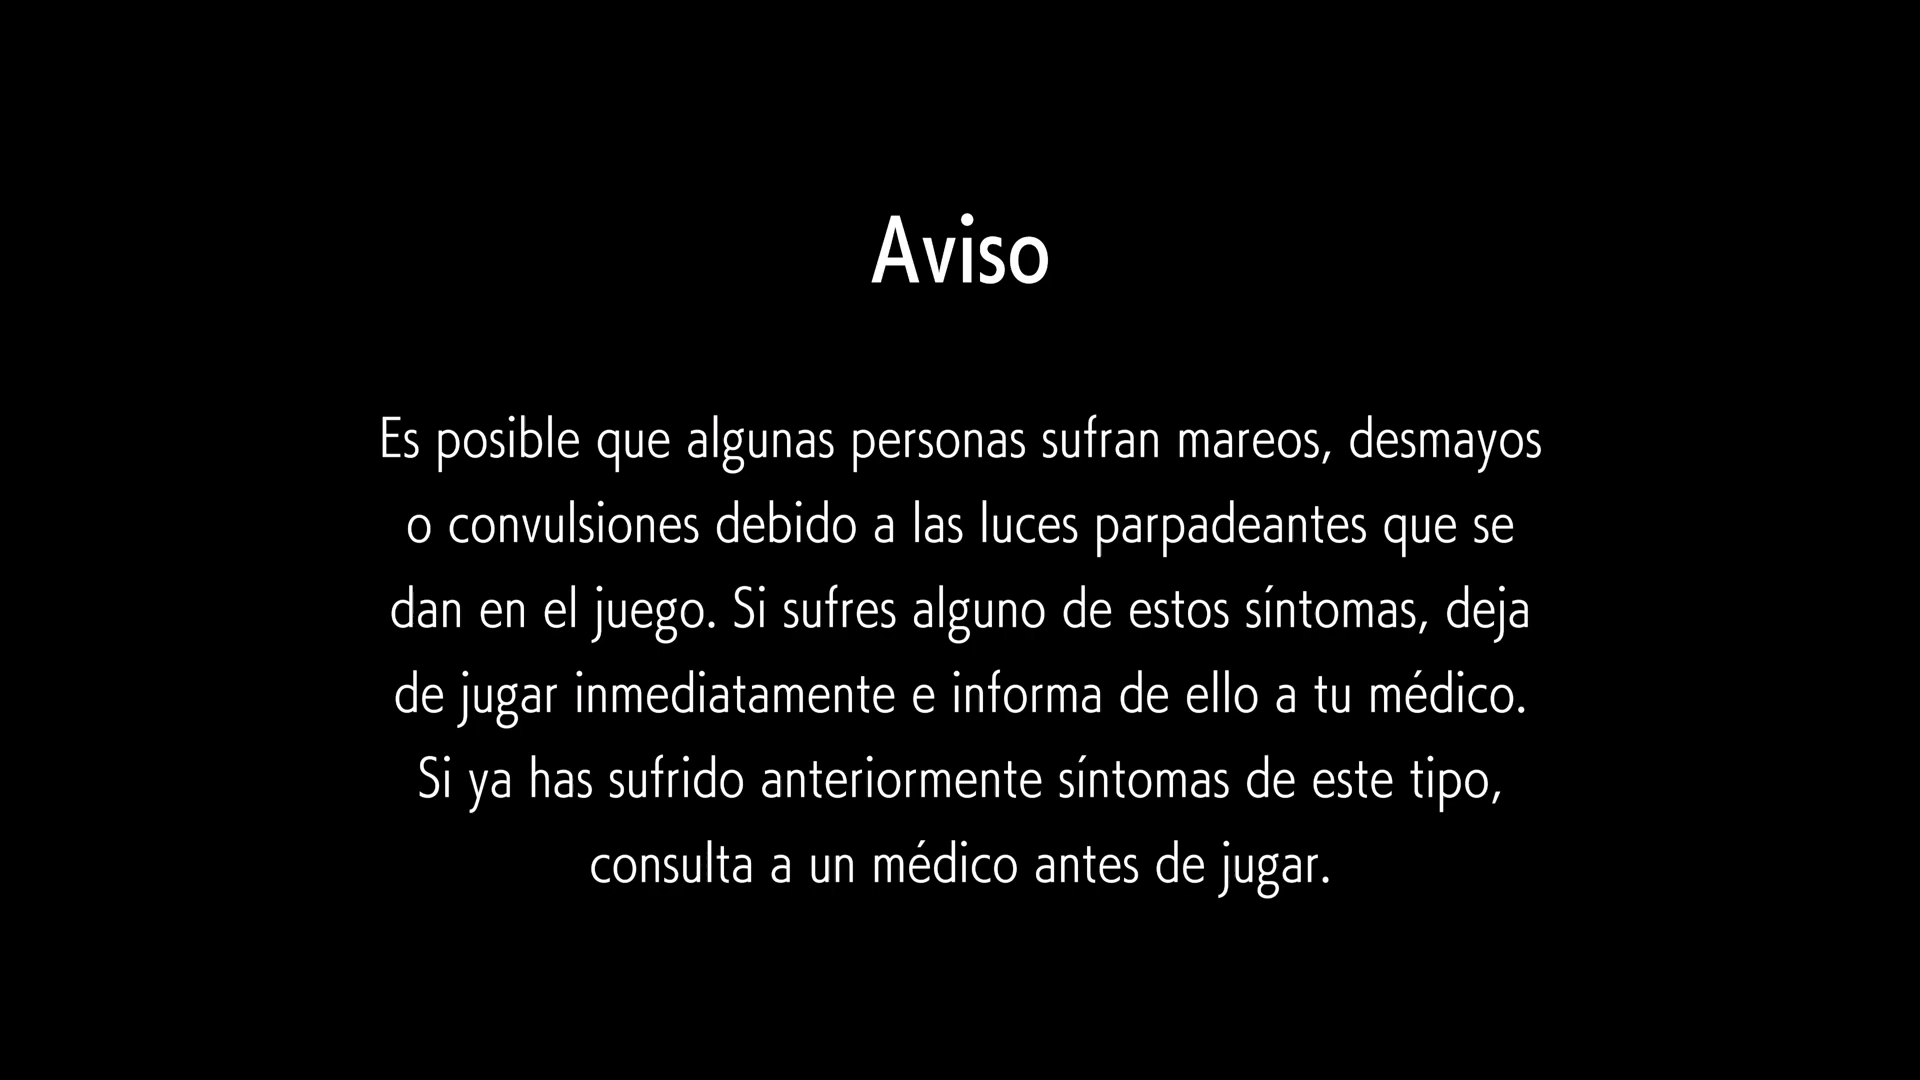 Aviso
Es posible que algunas personas sufran mareos, desmayos
o convulsiones debido a las luces parpadeantes que se
dan en el juego. Si sufres alguno de estos síntomas, deja
de jugar inmediatamente e informa de ello a tu médico.
Si ya has sufrido anteriormente síntomas de este tipo,
consulta a un médico antes de jugar.